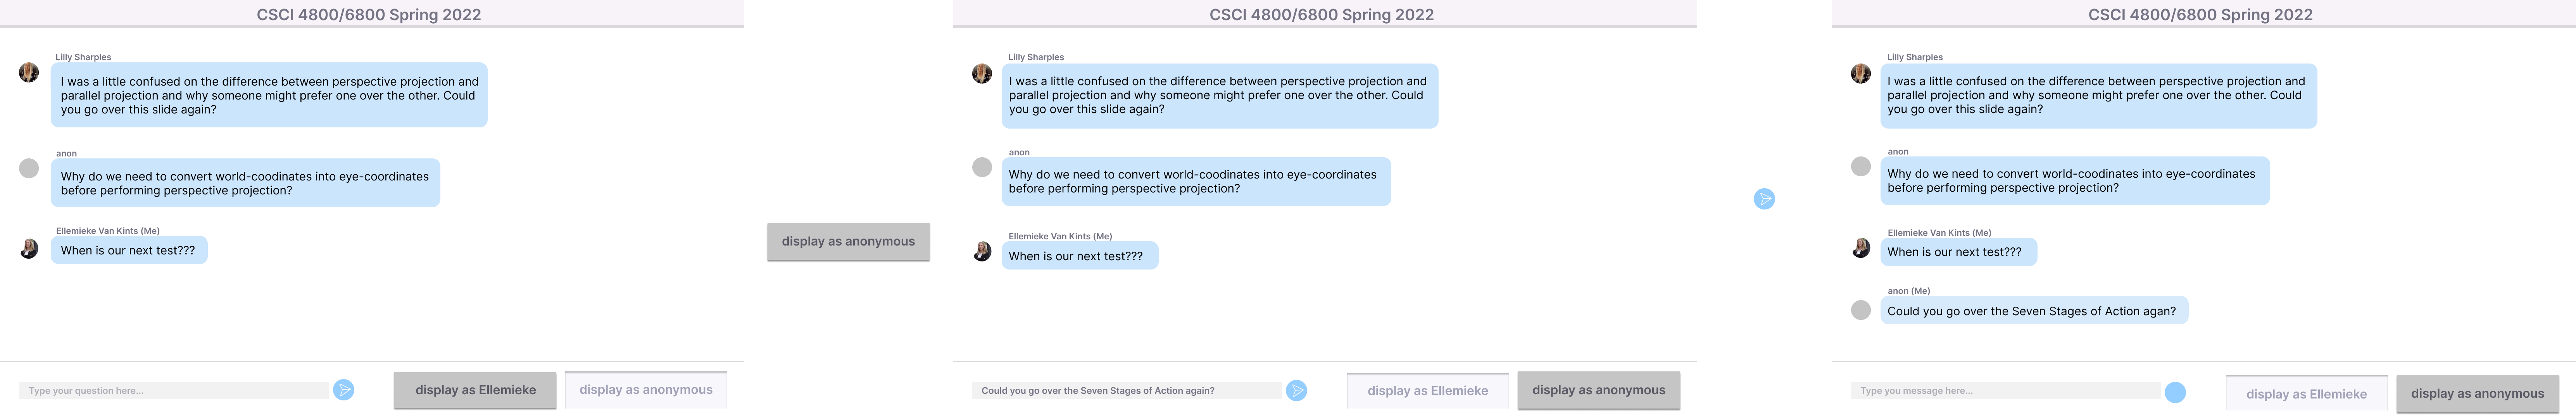 CSCI 4800/6800 Spring 2022
Lilly Sharples
I was a little confused on the difference between perspective projection and
parallel projection and why someone might prefer one over the other. Could
you go over this slide again?
anon
Why do we need to convert world-coodinates into eye-coordinates
before performing perspective projection?
Ellemieke Van Kints (Me)
When is our next test???
Type your question here...
display as Ellemieke
display as anonymous
display as anonymous
CSCI 4800/6800 Spring 2022
Lilly Sharples
I was a little confused on the difference between perspective projection and
parallel projection and why someone might prefer one over the other. Could
you go over this slide again?
anon
Why do we need to convert world-coodinates into eye-coordinates
before performing perspective projection?
Ellemieke Van Kints (Me)
When is our next test???
Could you go over the Seven Stages of Action again?
display as Ellemieke
display as anonymous
CSCI 4800/6800 Spring 2022
Lilly Sharples
I was a little confused on the difference between perspective projection and
parallel projection and why someone might prefer one over the other. Could
you go over this slide again?
anon
Why do we need to convert world-coodinates into eye-coordinates
before performing perspective projection?
Ellemieke Van Kints (Me)
When is our next test???
anon (Me)
Could you go over the Seven Stages of Action agan?
Type you message here...
display as Ellemieke
display as anonymous